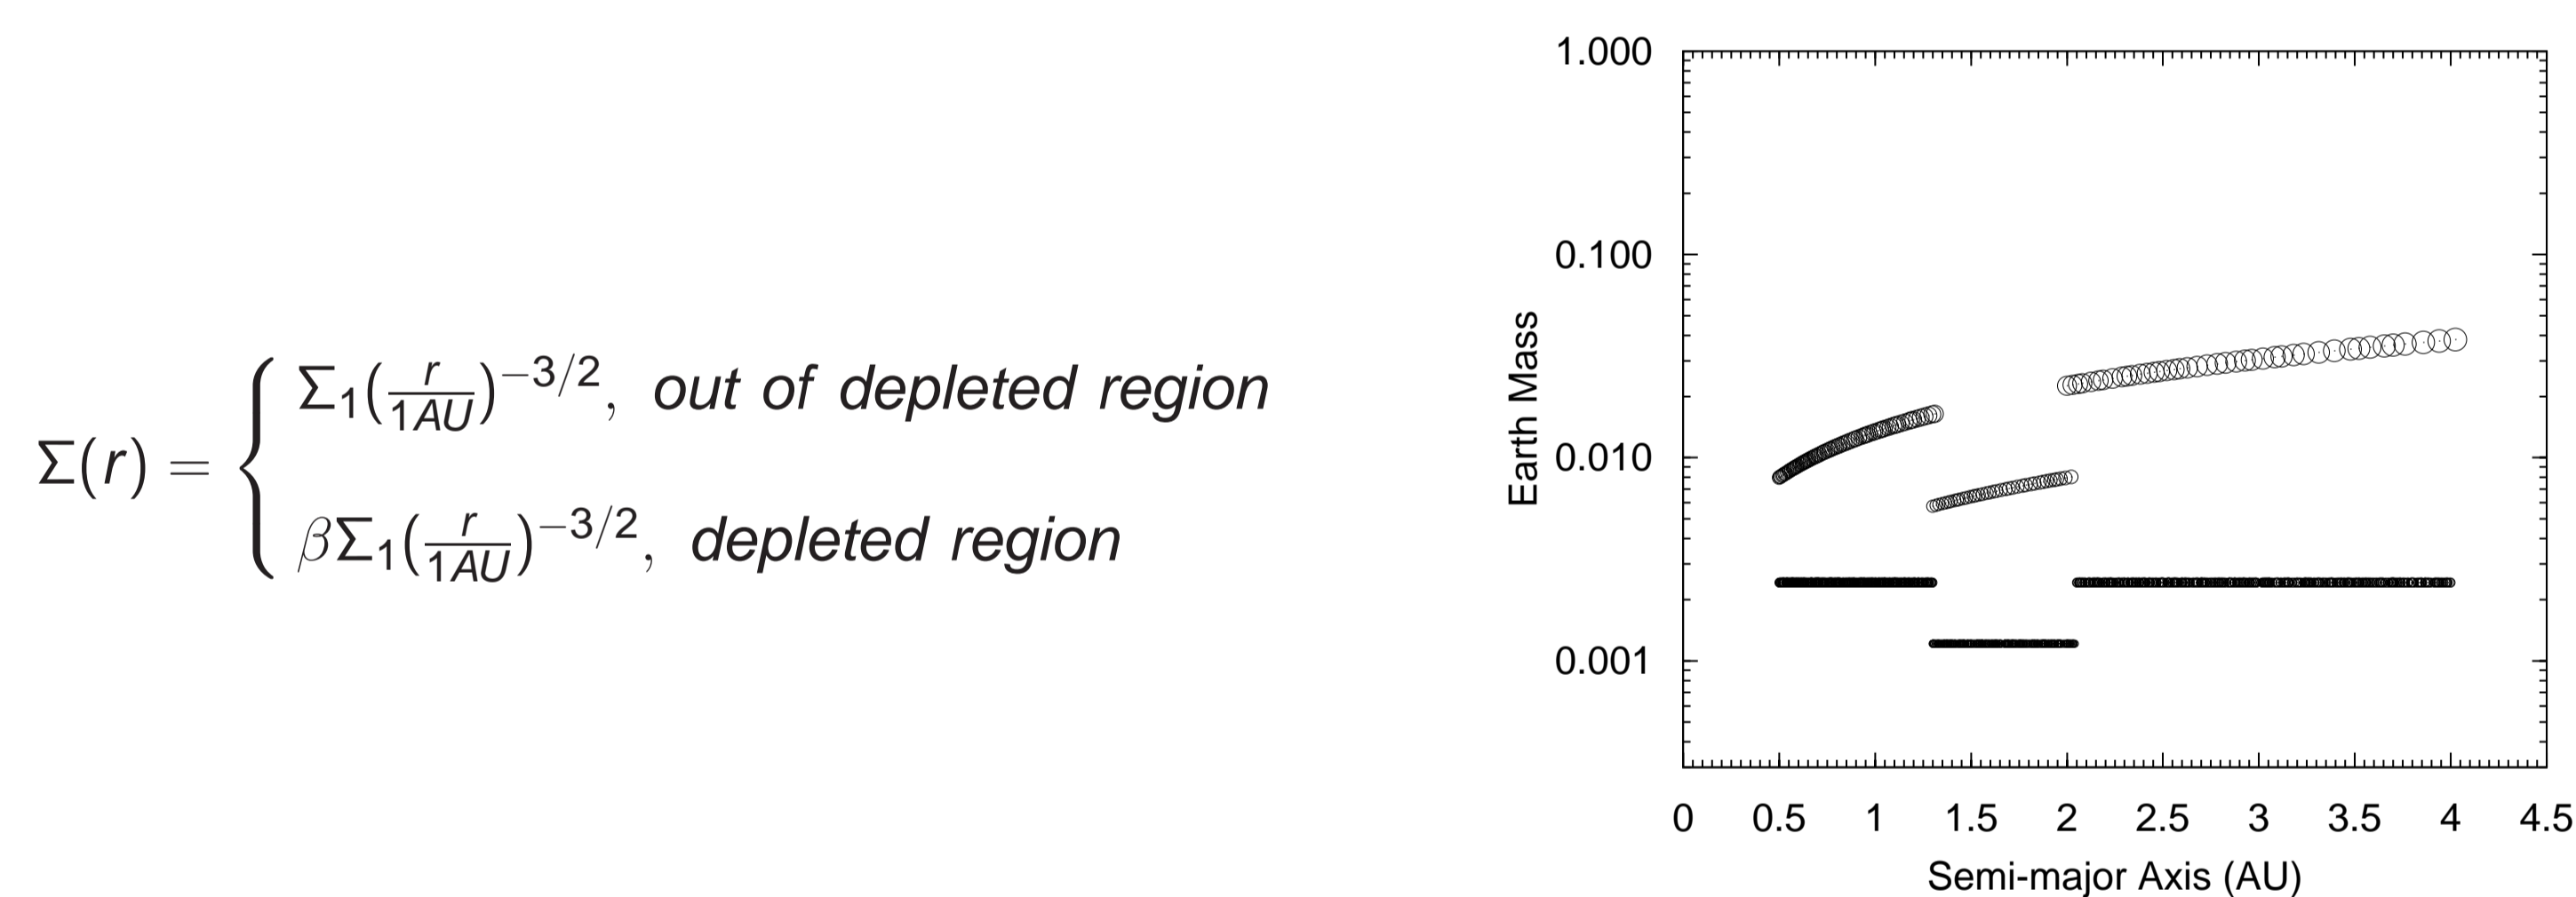 Σ(r) = { Σ₁(r/1AU)^−3/2, out of depleted region
βΣ₁(r/1AU)^−3/2, depleted region
1.000
0.100
0.010
0.001
Earth Mass
0 0.5 1 1.5 2 2.5 3 3.5 4 4.5
Semi-major Axis (AU)